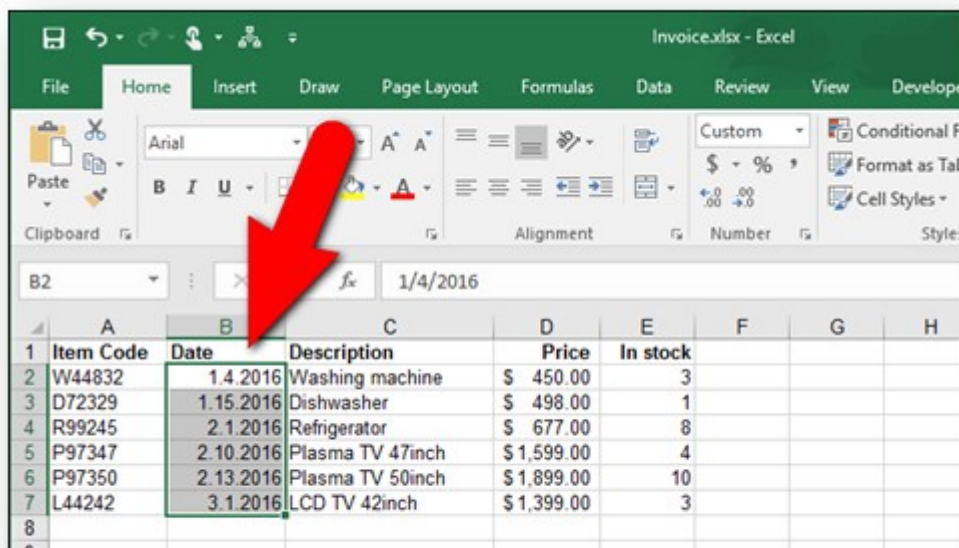 Invoice.xlsx - Excel
File Home Insert Draw Page Layout Formulas Data Review View Develope
Paste
Arial
A A
B I U A
Custom
$ % ,
.00 .00
Conditional F
Format as Tal
Cell Styles
Clipboard Alignment Number Style
B2 fx 1/4/2016
A B C D E F G H
1 Item Code Date Description Price In stock
2 W44832 1.4.2016 Washing machine $ 450.00 3
3 D72329 1.15.2016 Dishwasher $ 498.00 1
4 R99245 2.1.2016 Refrigerator $ 677.00 8
5 P97347 2.10.2016 Plasma TV 47inch $1,599.00 4
6 P97350 2.13.2016 Plasma TV 50inch $1,899.00 10
7 L44242 3.1.2016 LCD TV 42inch $1,399.00 3
8